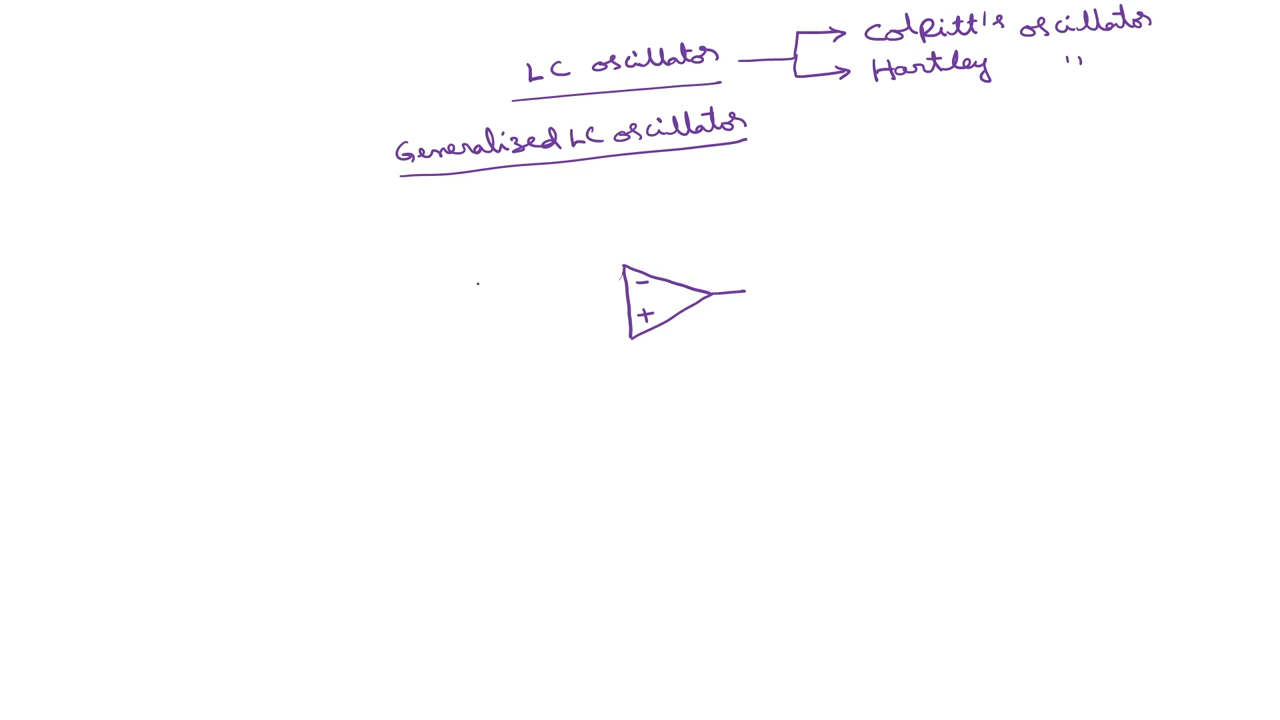 LC oscillator
Colpitt's oscillator
Hartley "
Generalized LC oscillator
-
+